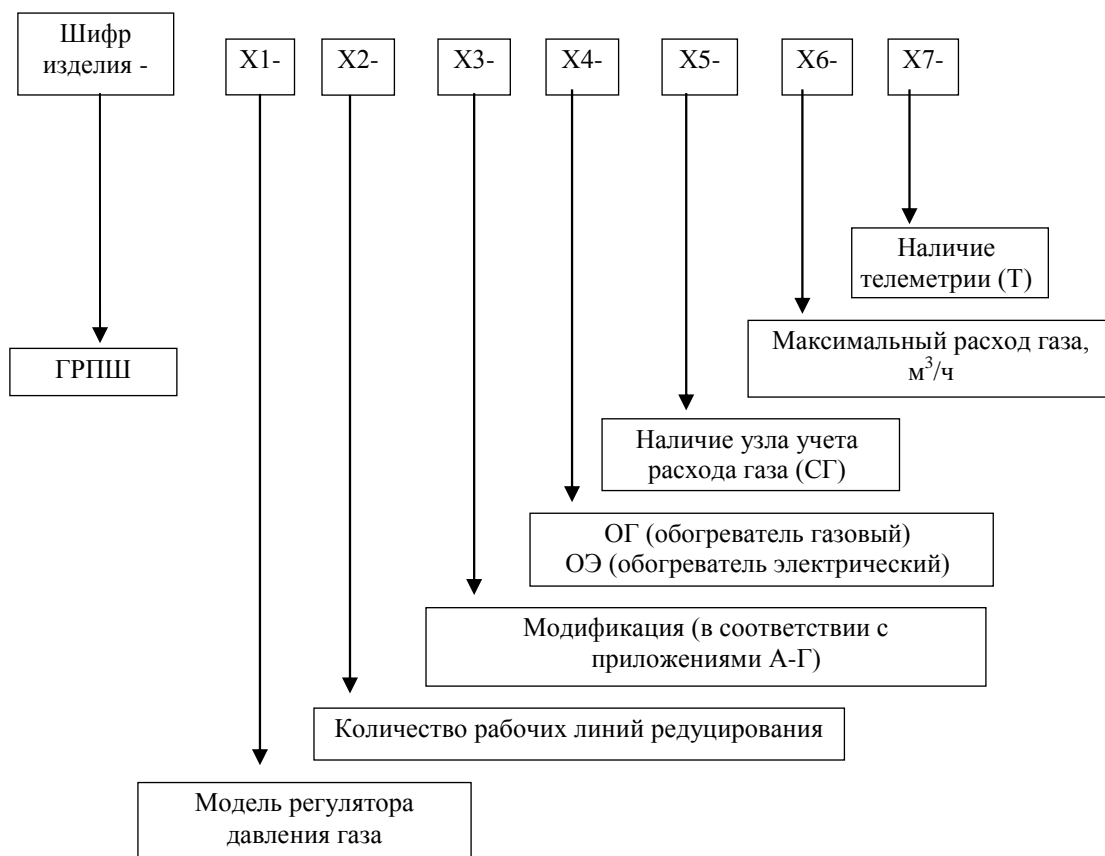 Шифр
изделия -
X1-
X2-
X3-
X4-
X5-
X6-
X7-
Наличие
телеметрии (Т)
Максимальный расход газа,
м³/ч
ГРПШ
Наличие узла учета
расхода газа (СГ)
ОГ (обогреватель газовый)
ОЭ (обогреватель электрический)
Модификация (в соответствии с
приложениями А-Г)
Количество рабочих линий редуцирования
Модель регулятора
давления газа